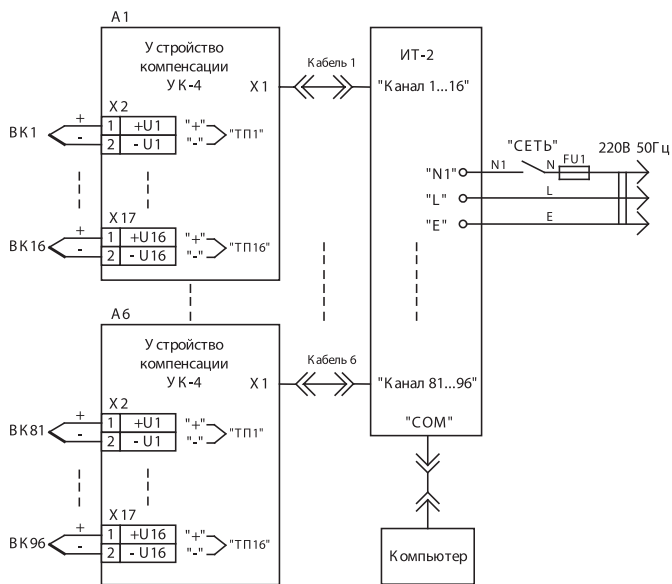 А1
Устройство
компенсации
УК-4
Х1
Кабель 1
ИТ-2
"Канал 1...16"
Х2
ВК1
+
-
1
+U1
"+"
2
- U1
"-"
"ТП1"
Х17
ВК16
+
-
1
+U16
"+"
2
- U16
"-"
"ТП16"
"СЕТЬ"
220В 50Гц
"N1"
N1
N
FU1
"L"
L
"E"
E
А6
Устройство
компенсации
УК-4
Х1
Кабель 6
"Канал 81...96"
"COM"
Х2
ВК81
+
-
1
+U1
"+"
2
- U1
"-"
"ТП1"
Х17
ВК96
+
-
1
+U16
"+"
2
- U16
"-"
"ТП16"
Компьютер